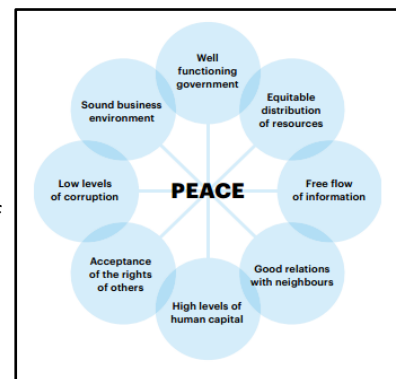 Well
functioning
government
Equitable
distribution
of resources
Free flow
of information
Good relations
with neighbours
High levels of
human capital
Acceptance
of the rights
of others
Low levels
of corruption
Sound business
environment
PEACE